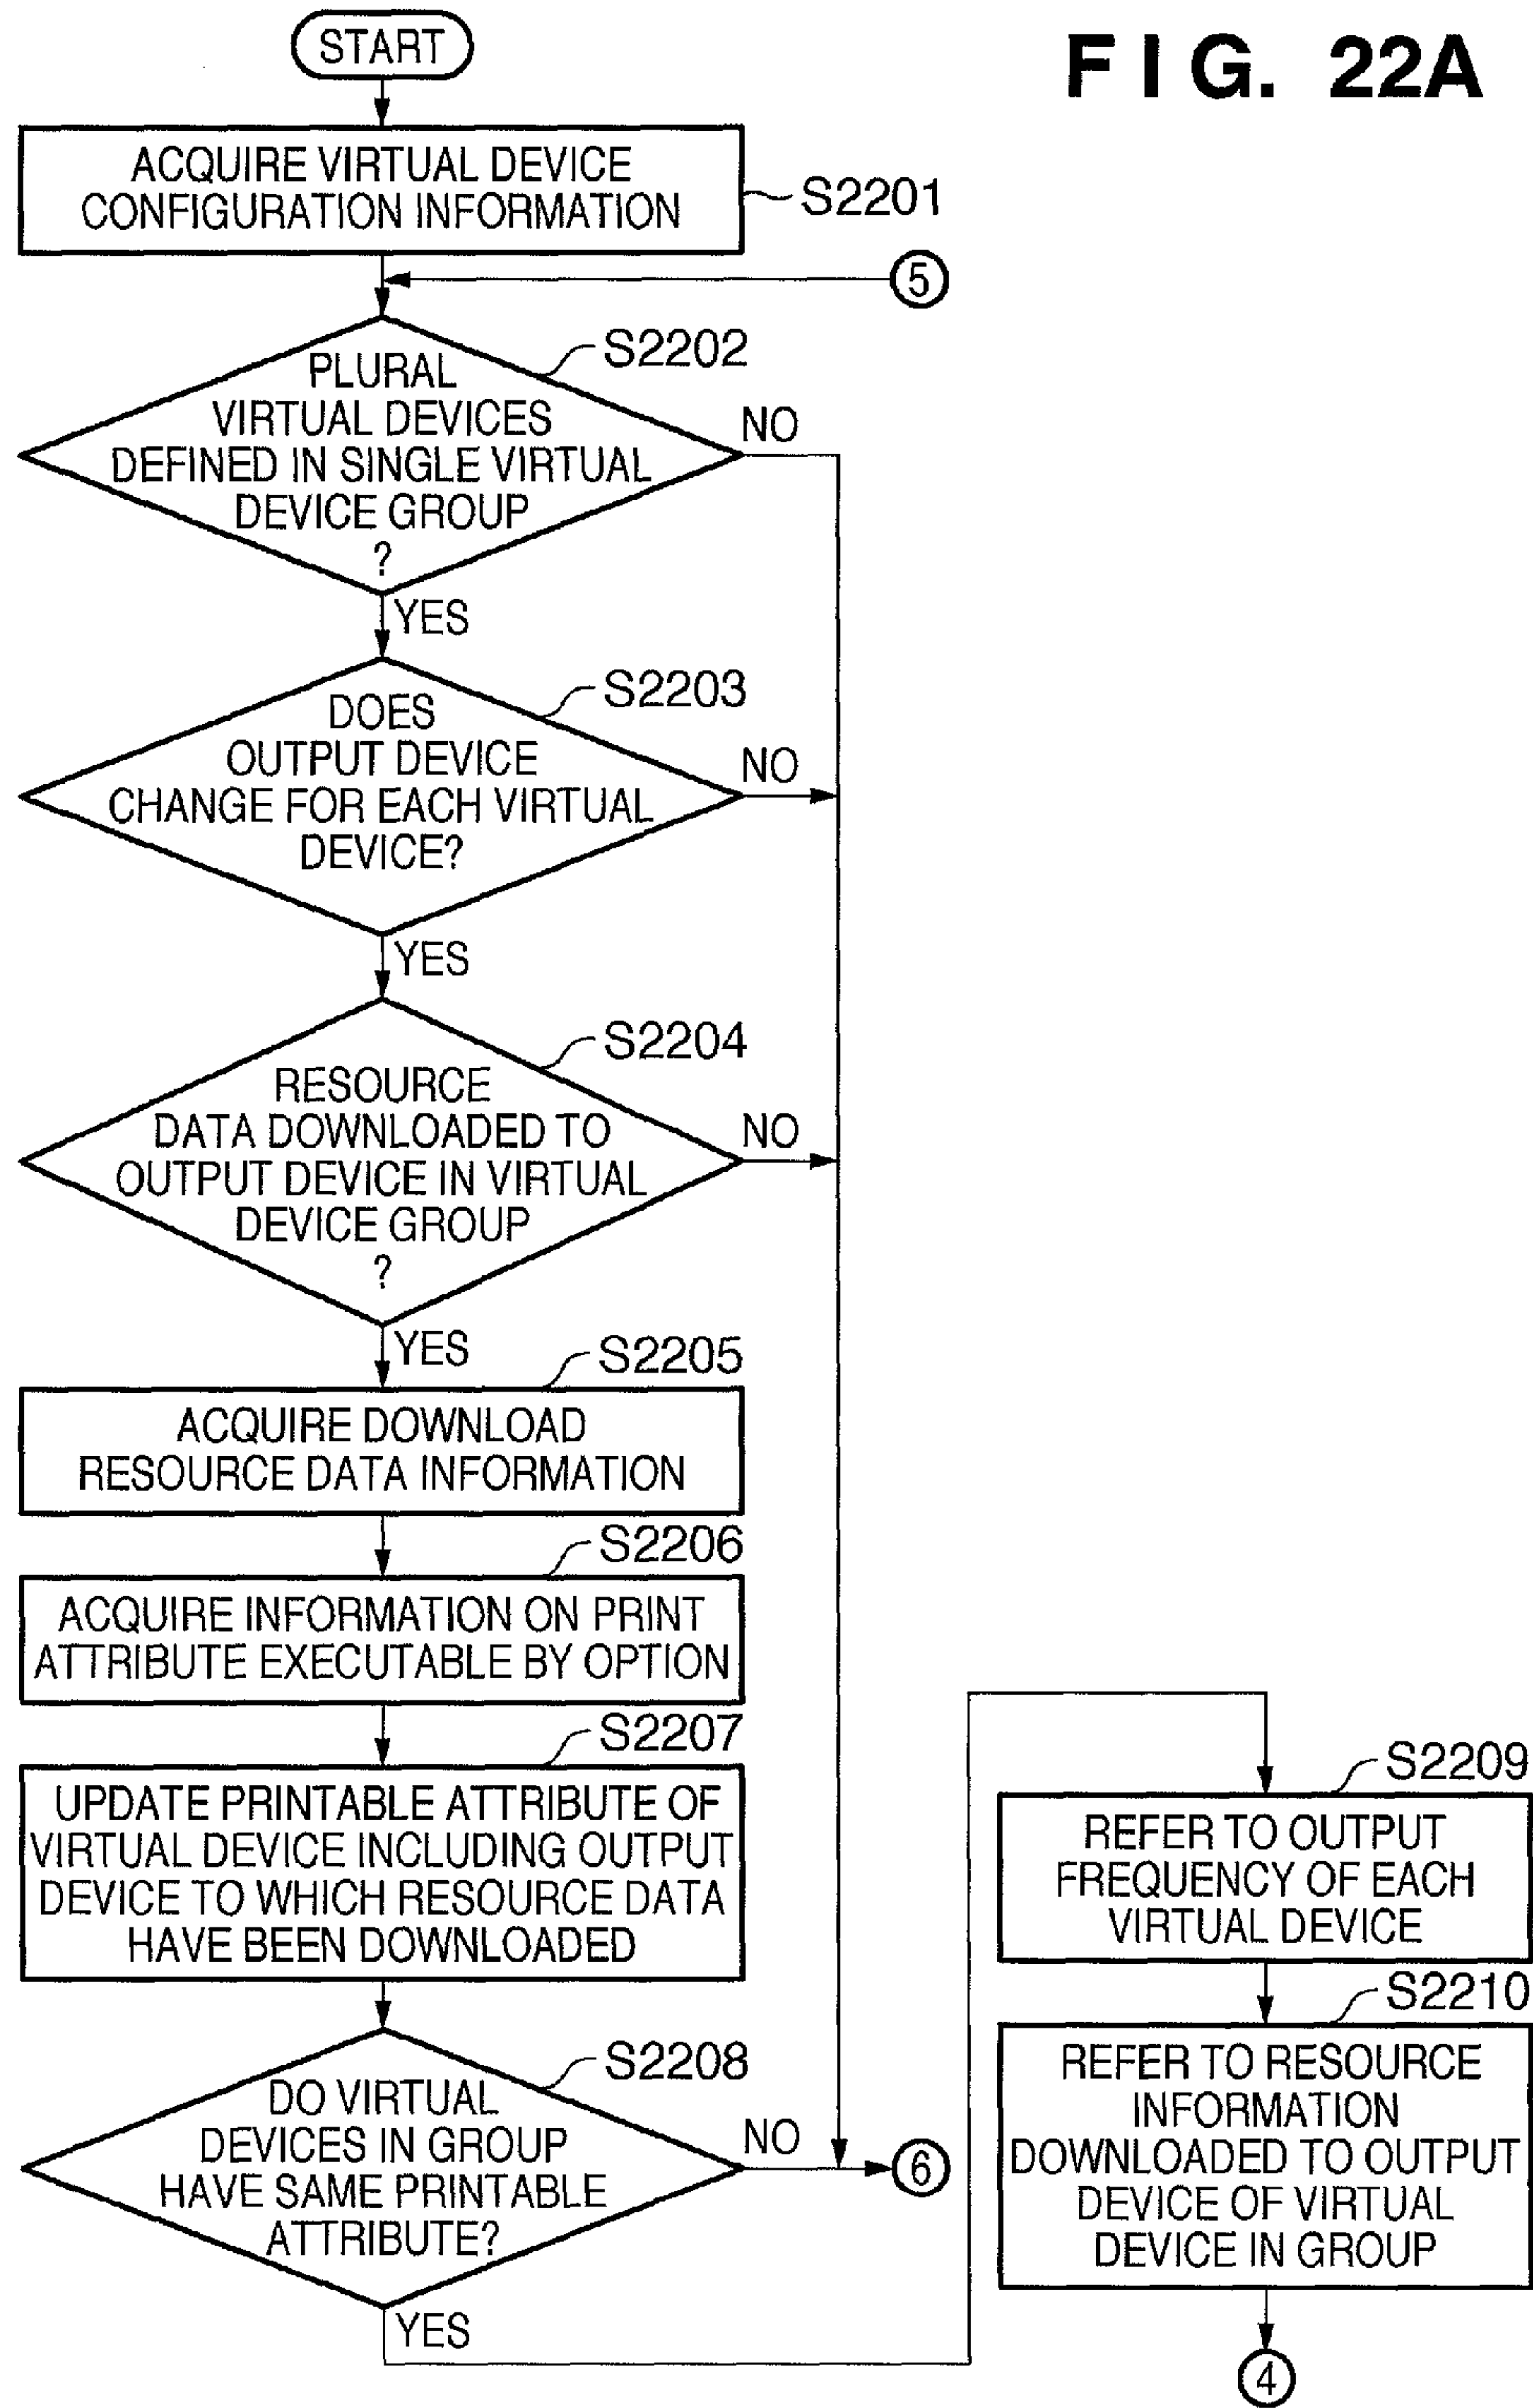 FIG. 22A
START
ACQUIRE VIRTUAL DEVICE
CONFIGURATION INFORMATION
S2201
5
S2202
PLURAL
VIRTUAL DEVICES
DEFINED IN SINGLE VIRTUAL
DEVICE GROUP
?
NO
YES
S2203
DOES
OUTPUT DEVICE
CHANGE FOR EACH VIRTUAL
DEVICE?
NO
YES
S2204
RESOURCE
DATA DOWNLOADED TO
OUTPUT DEVICE IN VIRTUAL
DEVICE GROUP
?
NO
YES
S2205
ACQUIRE DOWNLOAD
RESOURCE DATA INFORMATION
S2206
ACQUIRE INFORMATION ON PRINT
ATTRIBUTE EXECUTABLE BY OPTION
S2207
UPDATE PRINTABLE ATTRIBUTE OF
VIRTUAL DEVICE INCLUDING OUTPUT
DEVICE TO WHICH RESOURCE DATA
HAVE BEEN DOWNLOADED
S2208
DO VIRTUAL
DEVICES IN GROUP
HAVE SAME PRINTABLE
ATTRIBUTE?
NO
6
YES
S2209
REFER TO OUTPUT
FREQUENCY OF EACH
VIRTUAL DEVICE
S2210
REFER TO RESOURCE
INFORMATION
DOWNLOADED TO OUTPUT
DEVICE OF VIRTUAL
DEVICE IN GROUP
4